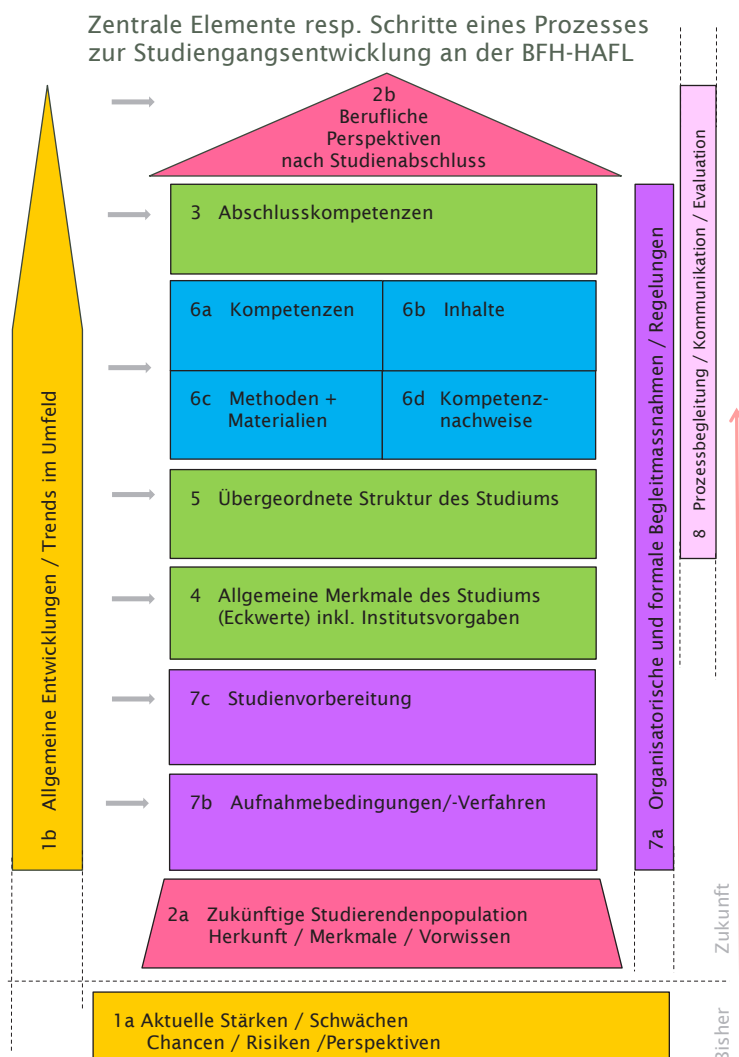 Zentrale Elemente resp. Schritte eines Prozesses
zur Studiengangsentwicklung an der BFH-HAFL
2b
Berufliche
Perspektiven
nach Studienabschluss
3 Abschlusskompetenzen
6a Kompetenzen
6b Inhalte
6c Methoden +
Materialien
6d Kompetenz-
nachweise
5 Übergeordnete Struktur des Studiums
4 Allgemeine Merkmale des Studiums
(Eckwerte) inkl. Institutsvorgaben
7c Studienvorbereitung
7b Aufnahmebedingungen/-Verfahren
2a Zukünftige Studierendenpopulation
Herkunft / Merkmale / Vorwissen
1a Aktuelle Stärken / Schwächen
Chancen / Risiken /Perspektiven
1b Allgemeine Entwicklungen / Trends im Umfeld
7a Organisatorische und formale Begleitmassnahmen / Regelungen
8 Prozessbegleitung / Kommunikation / Evaluation
Zukunft
Bisher